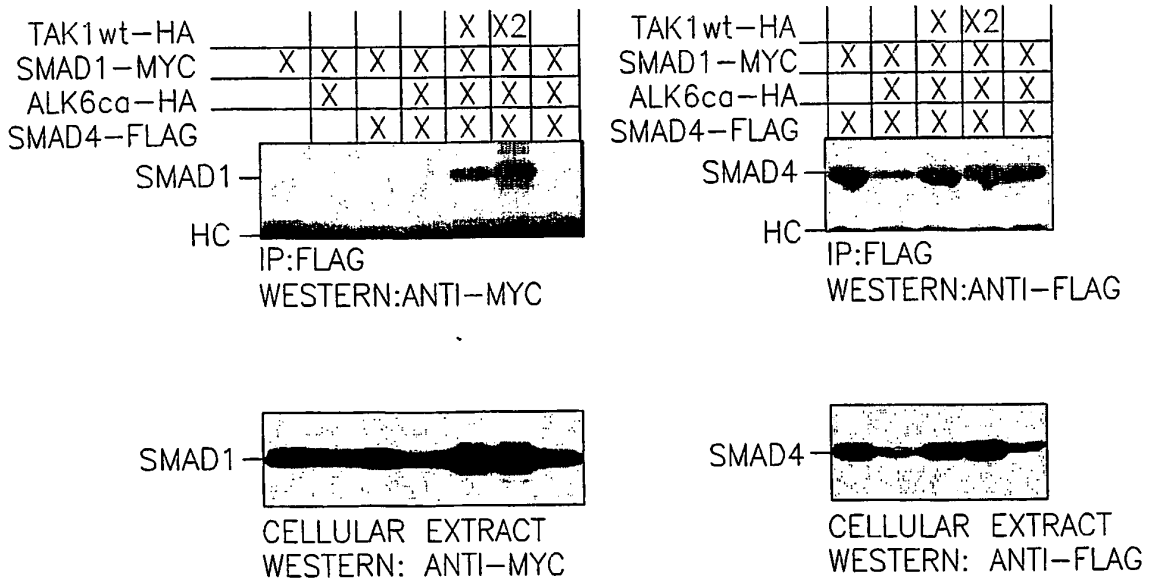 TAK1wt-HA X X2
SMAD1-MYC X X X X X X X
ALK6ca-HA X X X X X
SMAD4-FLAG X X X X X
SMAD1
HC
IP:FLAG
WESTERN:ANTI-MYC
TAK1wt-HA X X2
SMAD1-MYC X X X X X
ALK6ca-HA X X X X
SMAD4-FLAG X X X X X
SMAD4
HC
IP:FLAG
WESTERN:ANTI-FLAG
SMAD1
CELLULAR EXTRACT
WESTERN: ANTI-MYC
SMAD4
CELLULAR EXTRACT
WESTERN: ANTI-FLAG